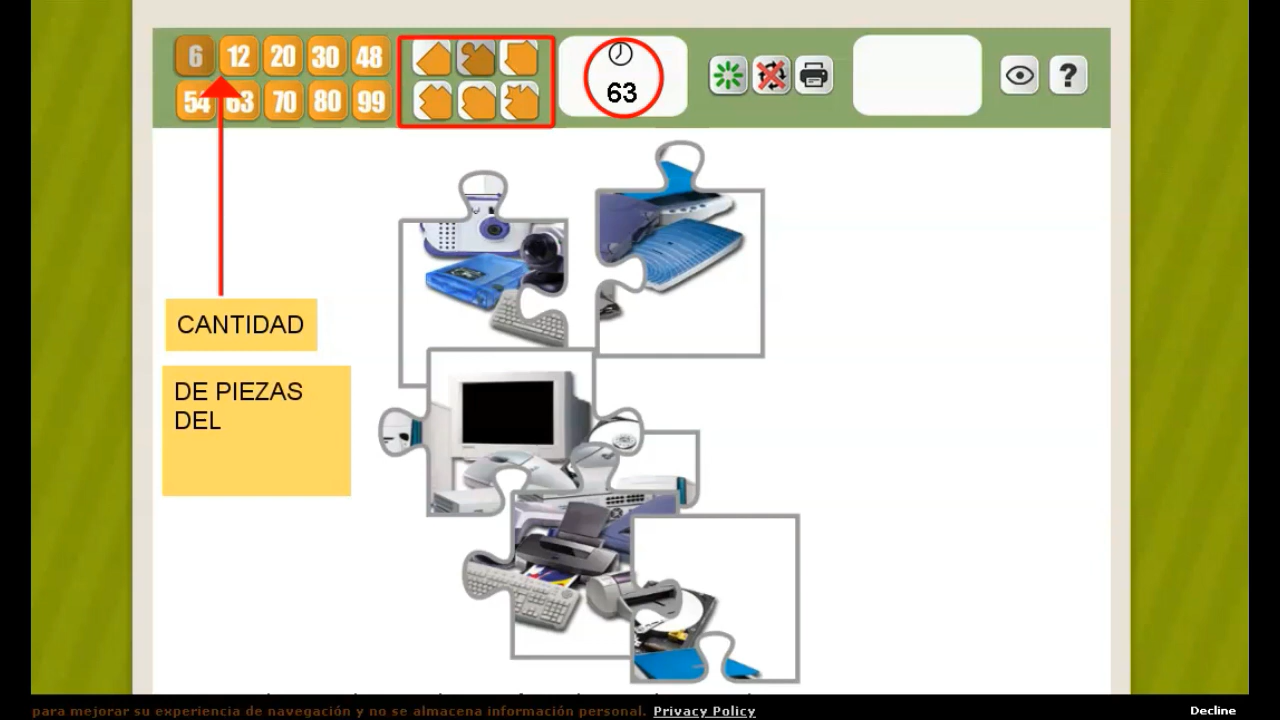 6 12 20 30 48
54 63 70 80 99
63
?
CANTIDAD
DE PIEZAS
DEL
para mejorar su experiencia de navegación y no se almacena información personal. Privacy Policy
Decline